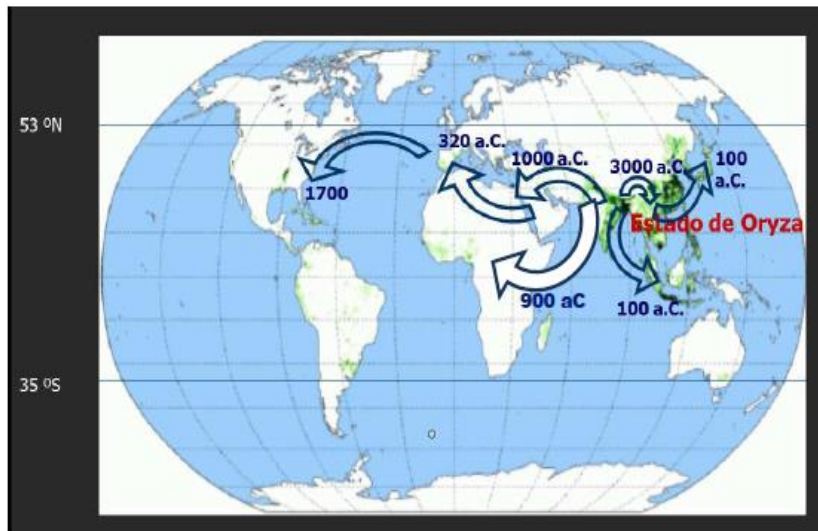 53 ºN
320 a.C.
1000 a.C.
3000 a.C.
100
a.C.
1700
Estado de Oryza
900 aC
100 a.C.
35 ºS